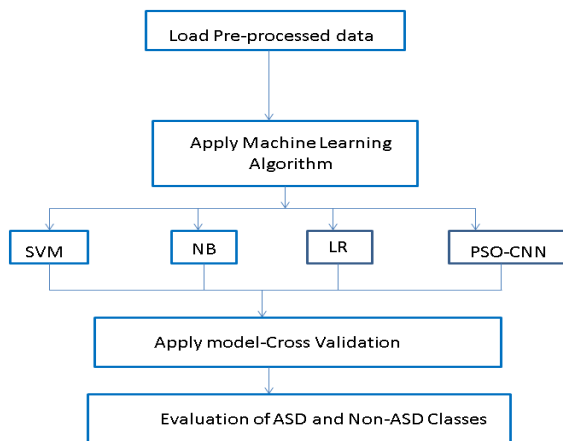 Load Pre-processed data
Apply Machine Learning
Algorithm
SVM
NB
LR
PSO-CNN
Apply model-Cross Validation
Evaluation of ASD and Non-ASD Classes